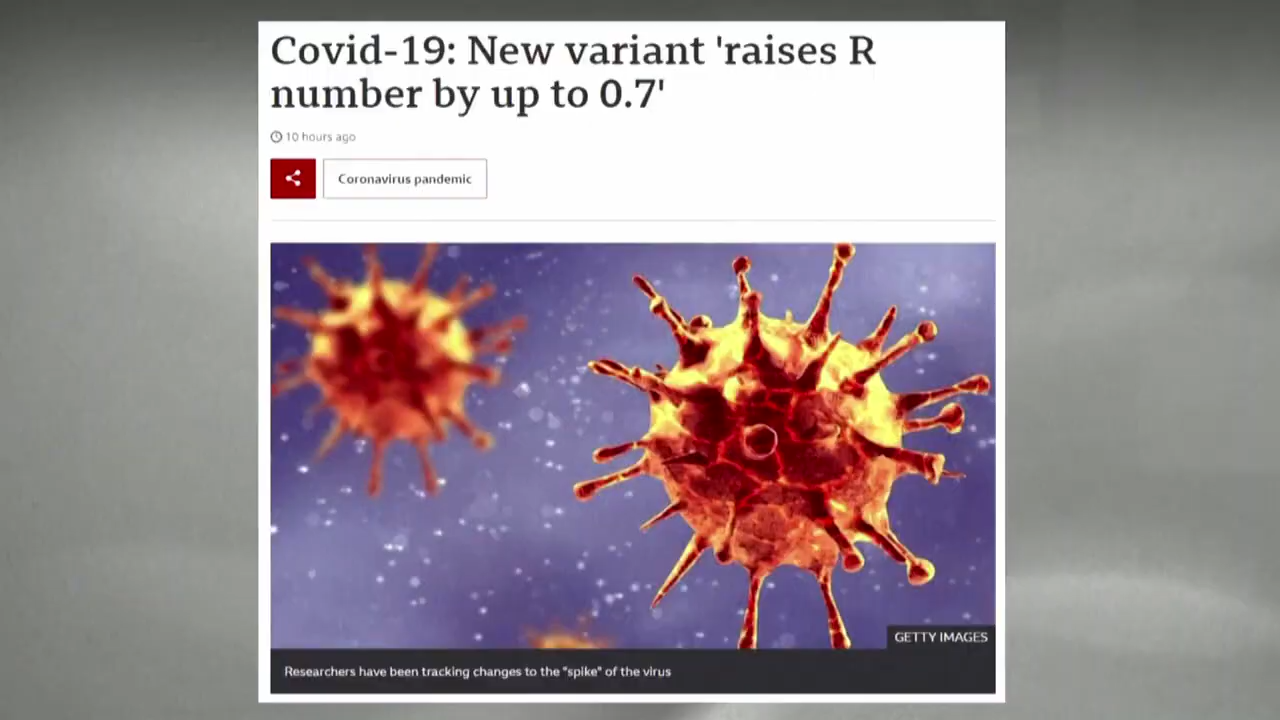 Covid-19: New variant 'raises R
number by up to 0.7'
10 hours ago
Coronavirus pandemic
GETTY IMAGES
Researchers have been tracking changes to the "spike" of the virus